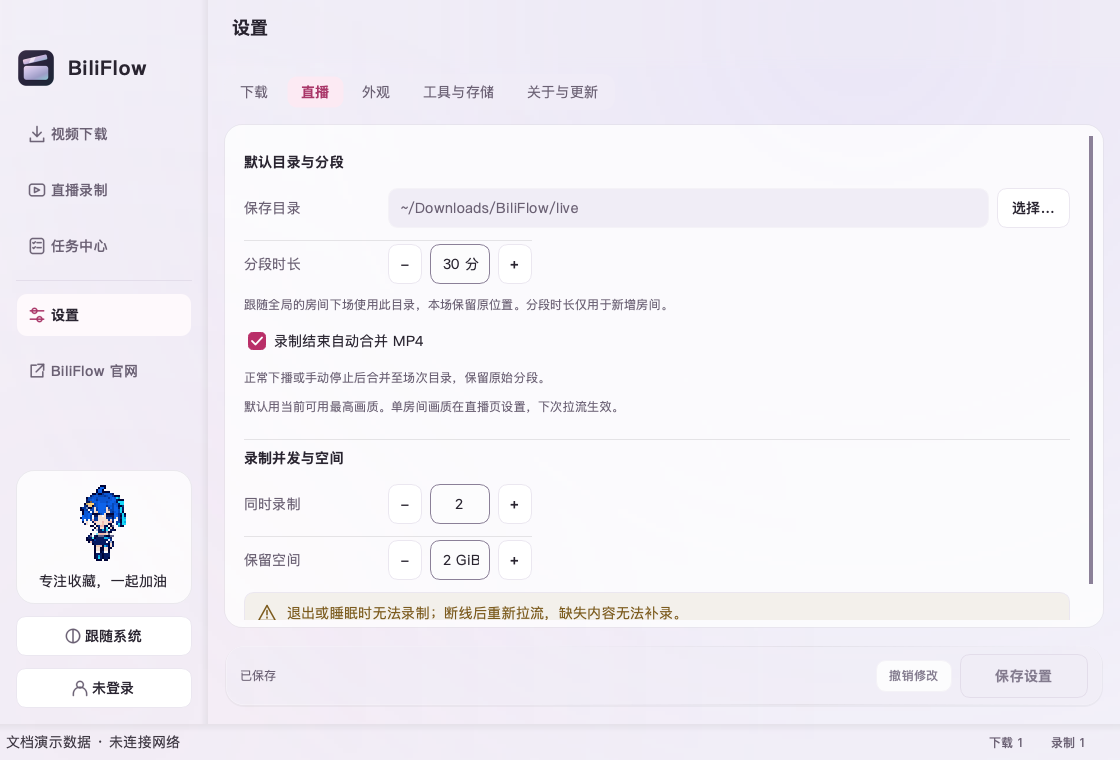 设置
BiliFlow
下载 直播 外观 工具与存储 关于与更新
视频下载
直播录制
任务中心
设置
BiliFlow 官网
专注收藏，一起加油
跟随系统
未登录
默认目录与分段
保存目录 ~/Downloads/BiliFlow/live 选择...
分段时长 – 30 分 +
跟随全局的房间下场使用此目录，本场保留原位置。分段时长仅用于新增房间。
录制结束自动合并 MP4
正常下播或手动停止后合并至场次目录，保留原始分段。
默认用当前可用最高画质。单房间画质在直播页设置，下次拉流生效。
录制并发与空间
同时录制 – 2 +
保留空间 – 2 GiB +
退出或睡眠时无法录制；断线后重新拉流，缺失内容无法补录。
已保存 撤销修改 保存设置
文档演示数据 · 未连接网络 下载 1 录制 1